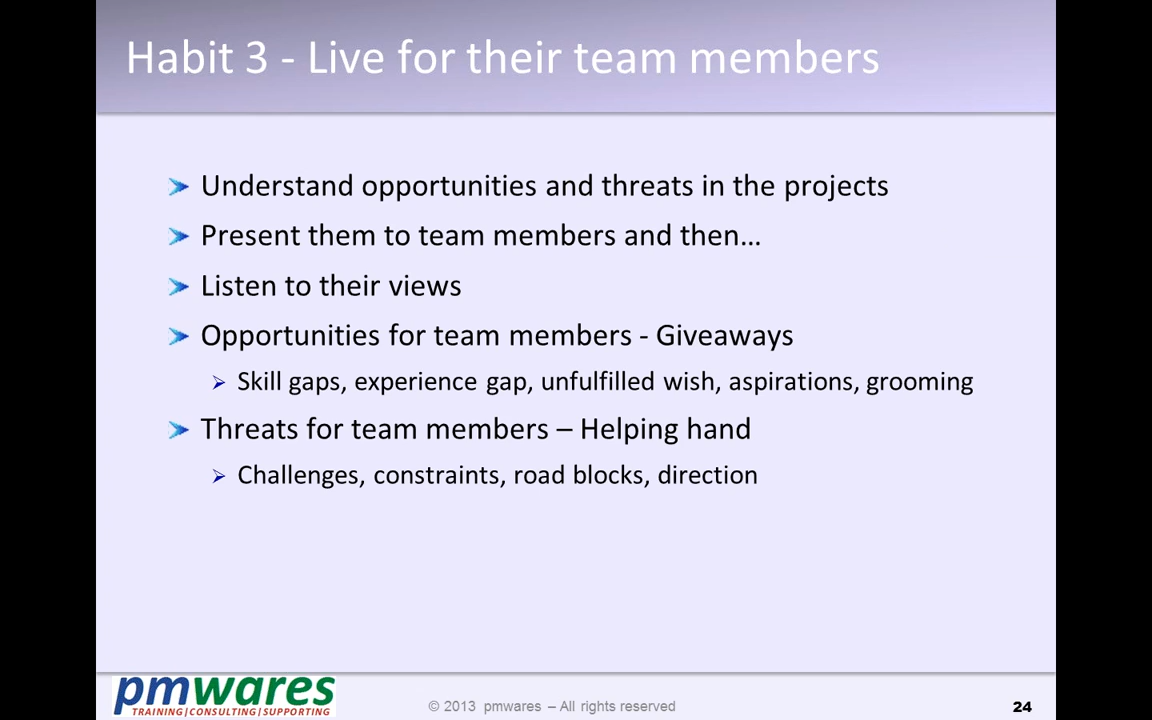 Habit 3 - Live for their team members
Understand opportunities and threats in the projects
Present them to team members and then…
Listen to their views
Opportunities for team members - Giveaways
Skill gaps, experience gap, unfulfilled wish, aspirations, grooming
Threats for team members – Helping hand
Challenges, constraints, road blocks, direction
pmwares
TRAINING|CONSULTING|SUPPORTING
© 2013 pmwares – All rights reserved
24